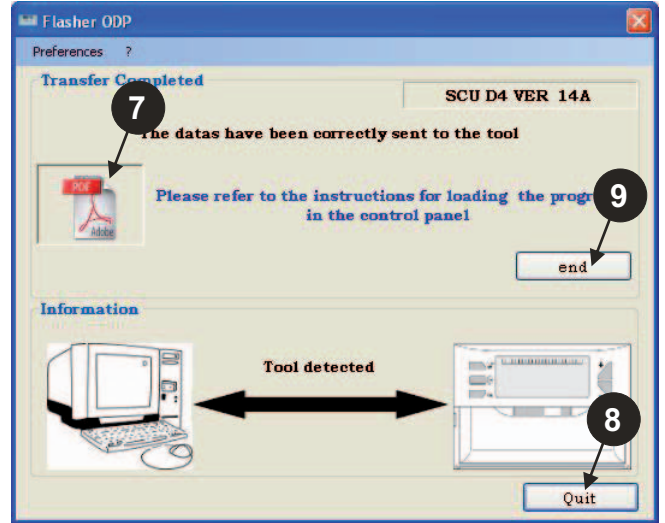 Flasher ODP
Preferences ?
Transfer Completed
SCU D4 VER 14A
7
The datas have been correctly sent to the tool
PDF
Adobe
Please refer to the instructions for loading the progr
in the control panel
9
end
Information
Tool detected
8
Quit